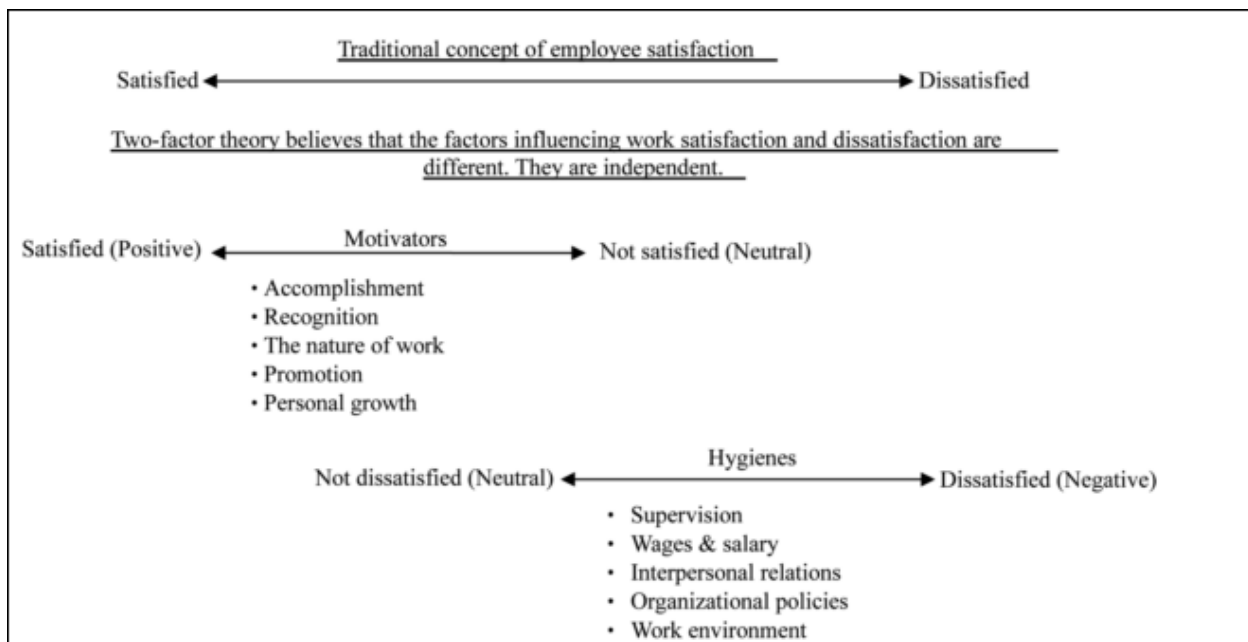 Traditional concept of employee satisfaction
Satisfied Dissatisfied
Two-factor theory believes that the factors influencing work satisfaction and dissatisfaction are
different. They are independent.
Satisfied (Positive) Motivators Not satisfied (Neutral)
・Accomplishment
・Recognition
・The nature of work
・Promotion
・Personal growth
Not dissatisfied (Neutral) Hygienes Dissatisfied (Negative)
・ Supervision
・ Wages & salary
・ Interpersonal relations
・ Organizational policies
・ Work environment